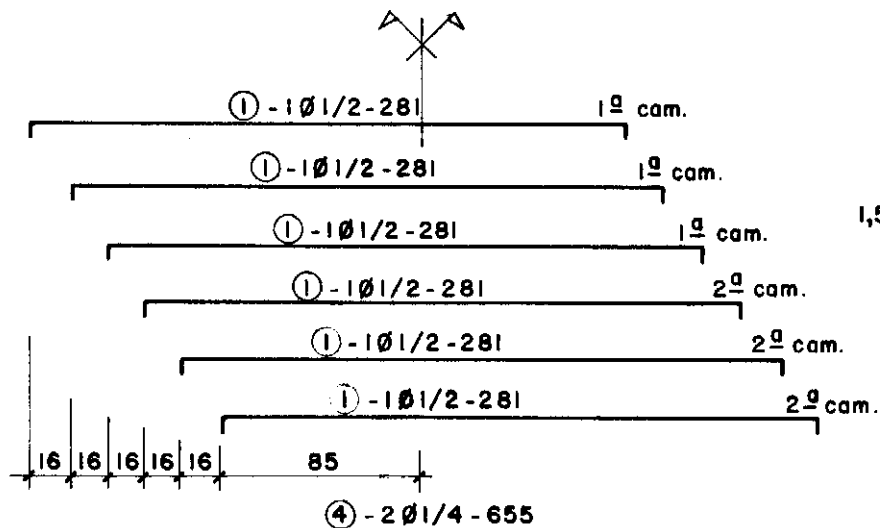 ① - 1Ø1/2 - 281 1ª cam.
① - 1Ø1/2 - 281 1ª cam.
① - 1Ø1/2 - 281 1ª cam.
1,5
① - 1Ø1/2 - 281 2ª cam.
① - 1Ø1/2 - 281 2ª cam.
① - 1Ø1/2 - 281 2ª cam.
16 16 16 16 16 85
④ - 2Ø1/4 - 655